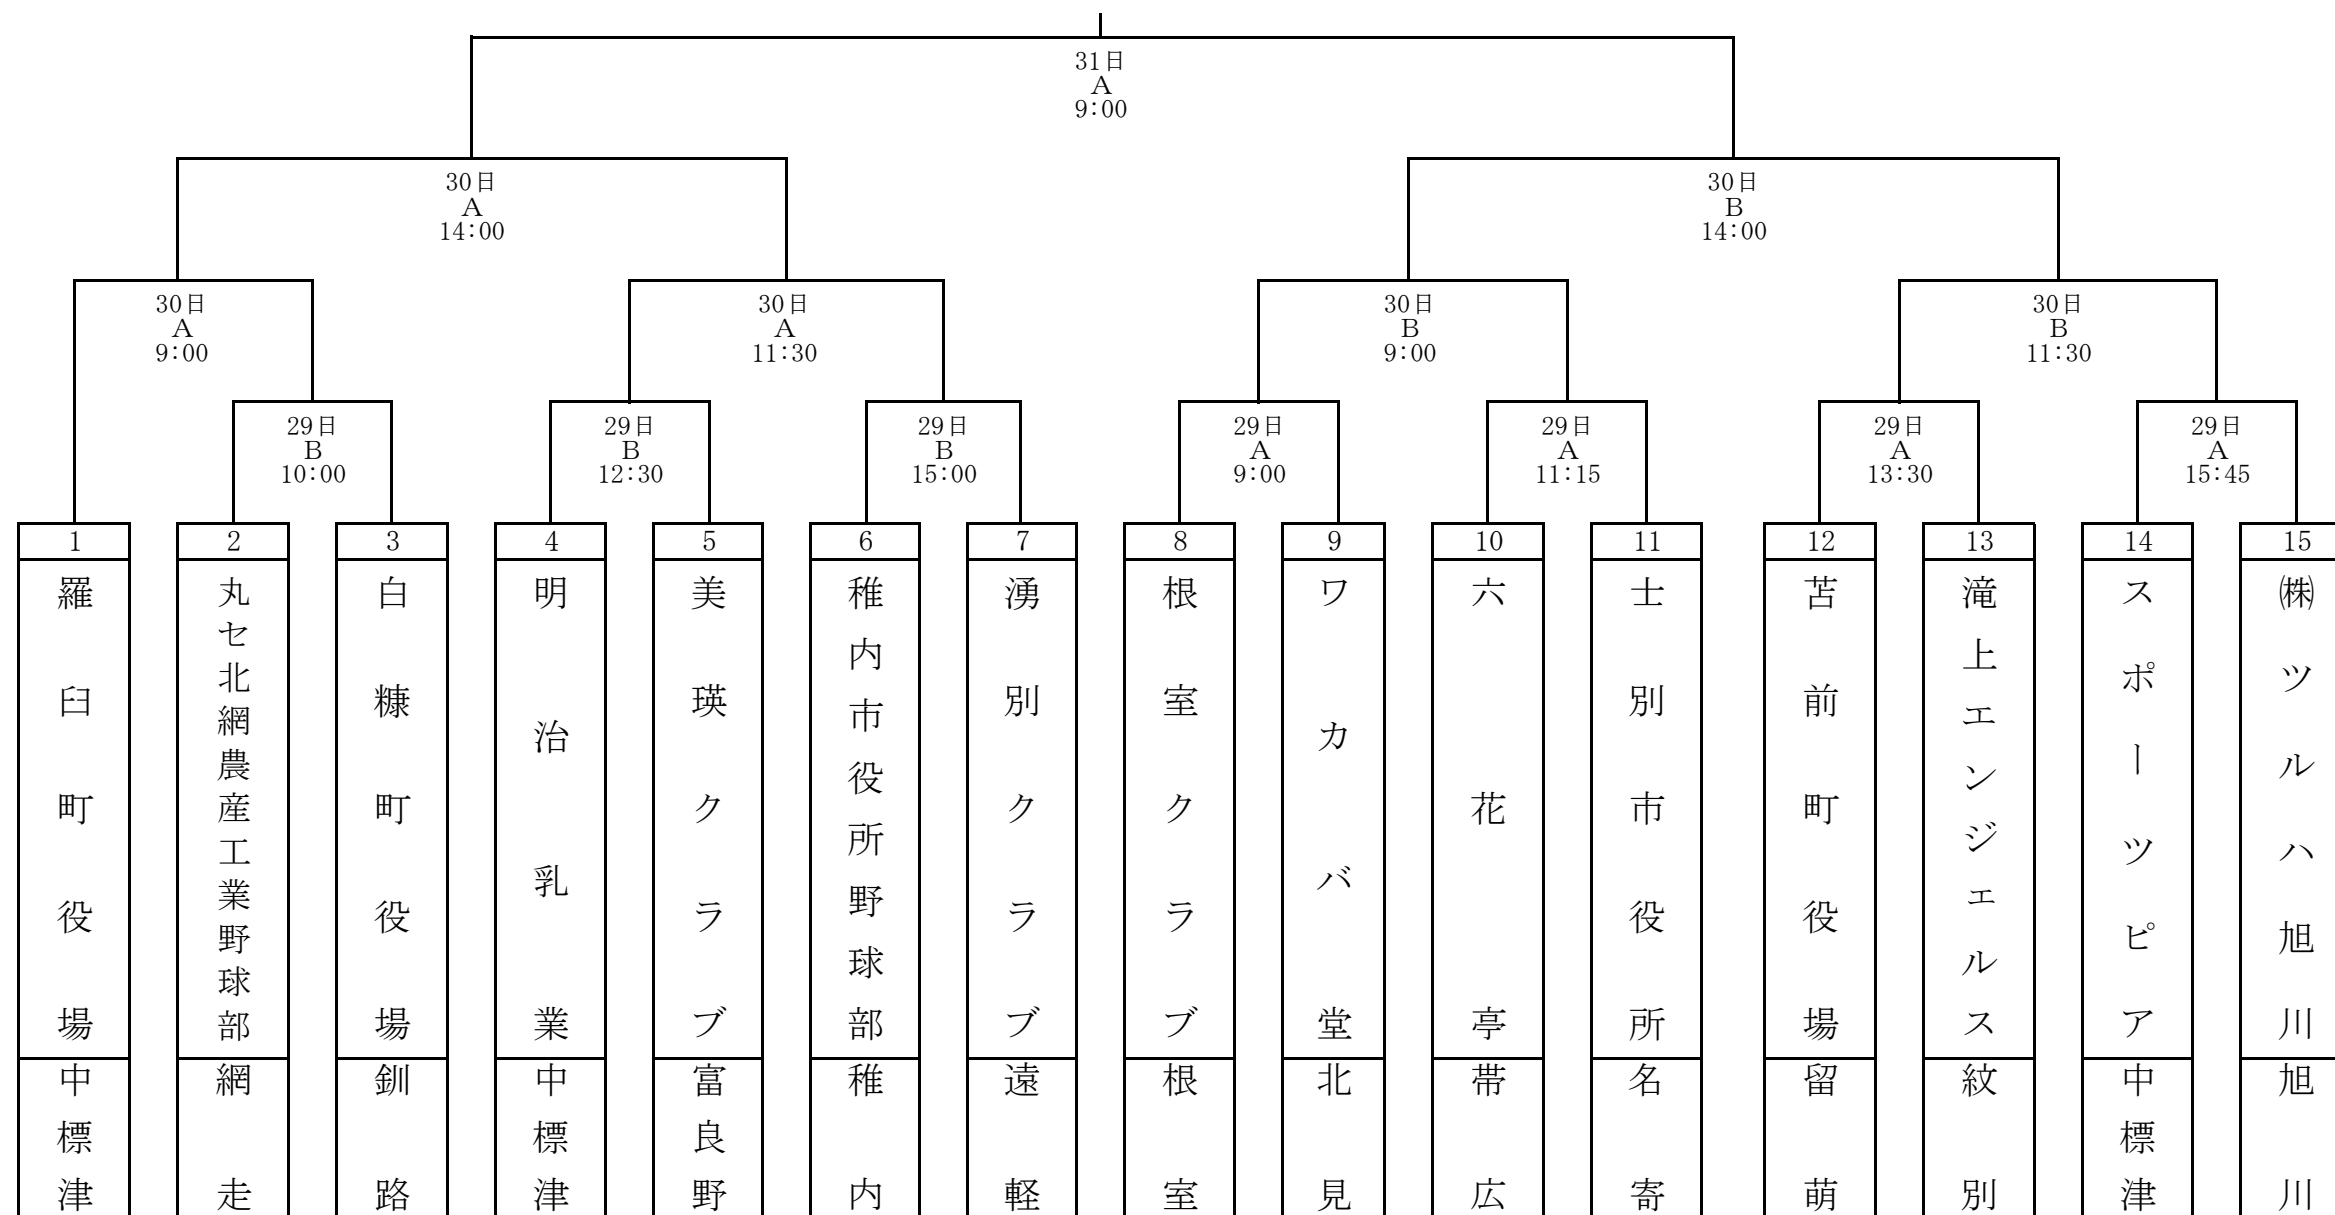 31日
A
9:00
30日
A
14:00
30日
B
14:00
30日
A
9:00
30日
A
11:30
30日
B
9:00
30日
B
11:30
29日
B
10:00
29日
B
12:30
29日
B
15:00
29日
A
9:00
29日
A
11:15
29日
A
13:30
29日
A
15:45
1
羅臼町役場
中標津
2
丸セ北網農産工業野球部
網走
3
白糠町役場
釧路
4
明治乳業
中標津
5
美瑛クラブ
富良野
6
稚内市役所野球部
稚内
7
湧別クラブ
遠軽
8
根室クラブ
根室
9
ワカバ堂
北見
10
六花亭
帯広
11
士別市役所
名寄
12
苫前町役場
留萌
13
滝上エンジェルス
紋別
14
スポーツピア
中標津
15
㈱ツルハ旭川
旭川